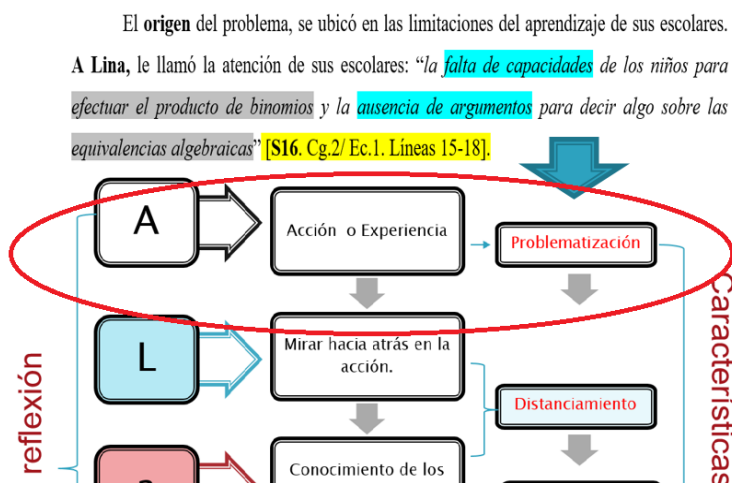 El origen del problema, se ubicó en las limitaciones del aprendizaje de sus escolares.
A Lina, le llamó la atención de sus escolares: “la falta de capacidades de los niños para
efectuar el producto de binomios y la ausencia de argumentos para decir algo sobre las
equivalencias algebraicas” [S16. Cg.2/ Ec.1. Líneas 15-18].
A
Acción o Experiencia
Problematización
L
Mirar hacia atrás en la
acción.
Distanciamiento
Conocimiento de los
reflexión
Características